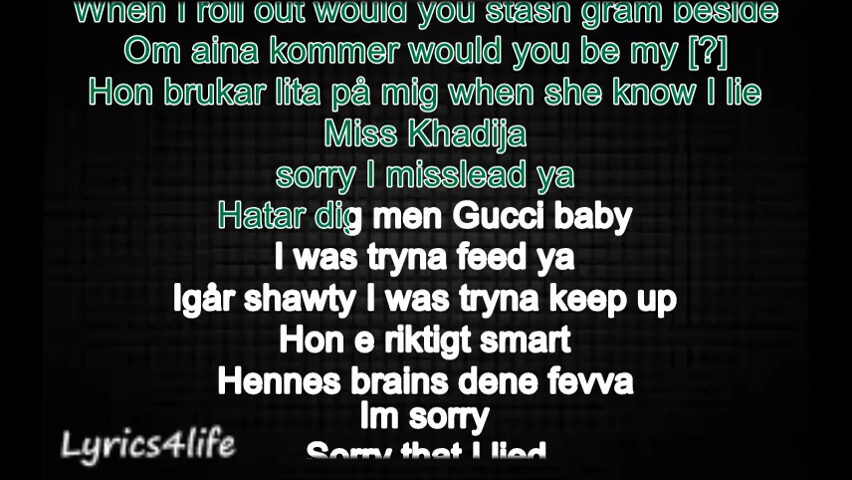 When I roll out would you stash gram beside
Om aina kommer would you be my [?]
Hon brukar lita på mig when she know I lie
Miss Khadija
sorry I misslead ya
Hatar dig men Gucci baby
I was tryna feed ya
Igår shawty I was tryna keep up
Hon e riktigt smart
Hennes brains dene fevva
Im sorry
Sorry that I lied
Lyrics4life